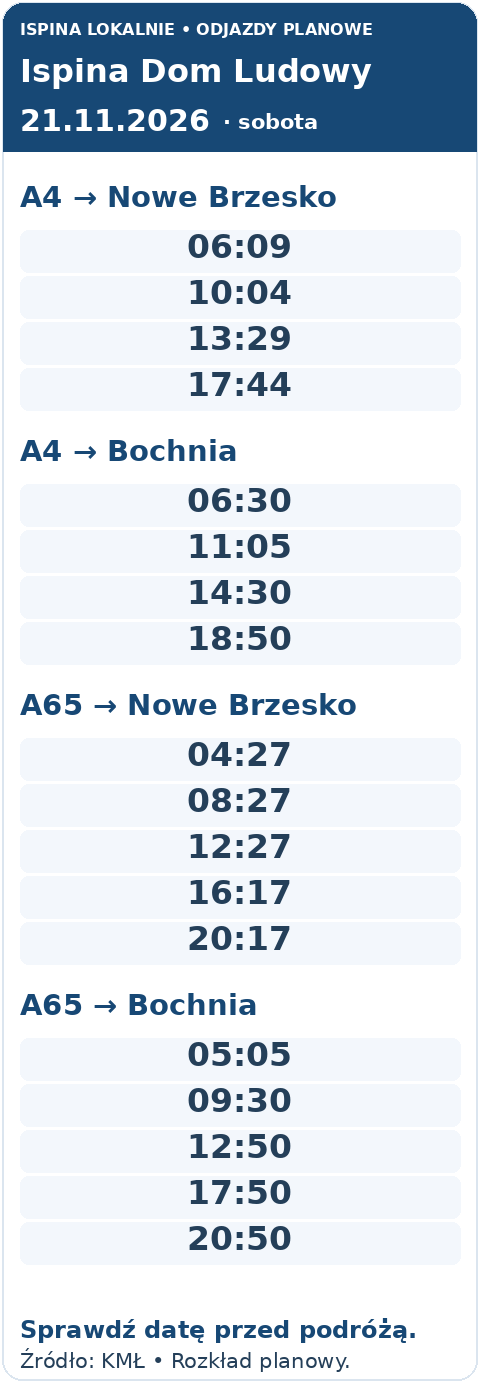 ISPINA LOKALNIE • ODJAZDY PLANOWE
Ispina Dom Ludowy
21.11.2026 · sobota
A4 → Nowe Brzesko
06:09
10:04
13:29
17:44
A4 → Bochnia
06:30
11:05
14:30
18:50
A65 → Nowe Brzesko
04:27
08:27
12:27
16:17
20:17
A65 → Bochnia
05:05
09:30
12:50
17:50
20:50
Sprawdź datę przed podróżą.
Źródło: KMŁ • Rozkład planowy.